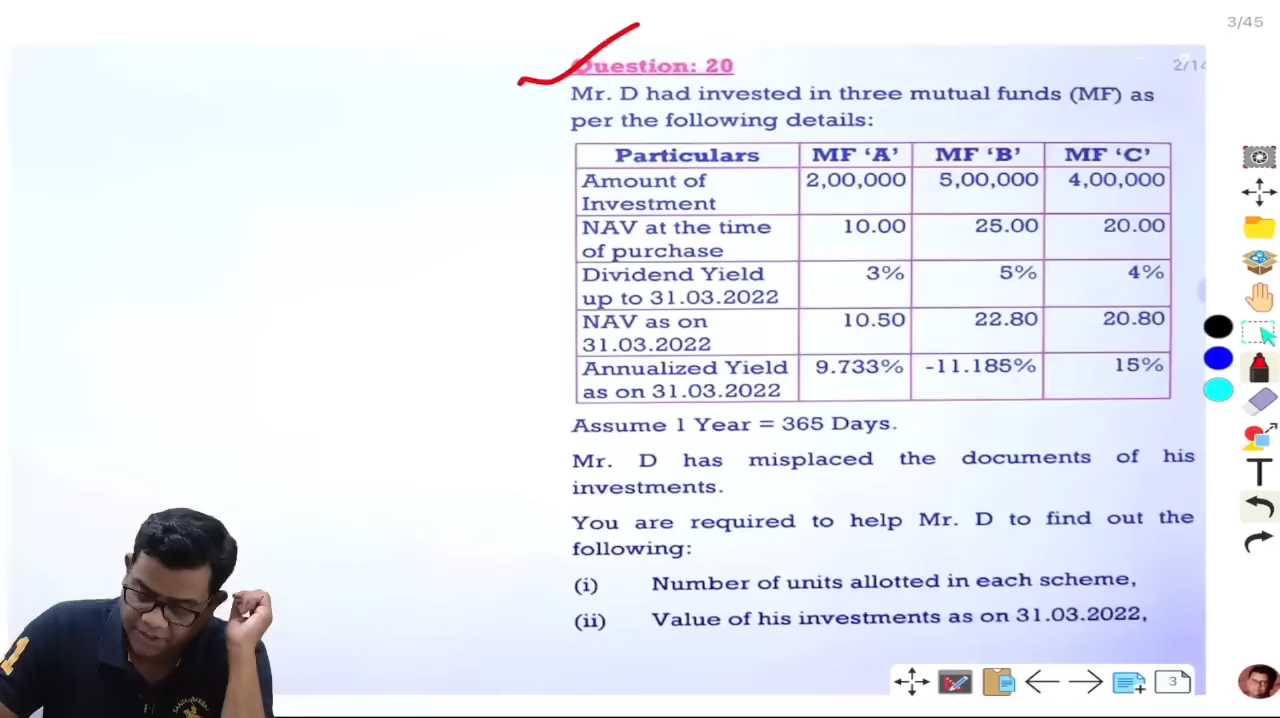 3/45
Question: 20
2/14
Mr. D had invested in three mutual funds (MF) as
per the following details:
Particulars MF 'A' MF 'B' MF 'C'
Amount of Investment 2,00,000 5,00,000 4,00,000
NAV at the time of purchase 10.00 25.00 20.00
Dividend Yield up to 31.03.2022 3% 5% 4%
NAV as on 31.03.2022 10.50 22.80 20.80
Annualized Yield as on 31.03.2022 9.733% -11.185% 15%
Assume 1 Year = 365 Days.
Mr. D has misplaced the documents of his
investments.
You are required to help Mr. D to find out the
following:
(i) Number of units allotted in each scheme,
(ii) Value of his investments as on 31.03.2022,
T
3
1